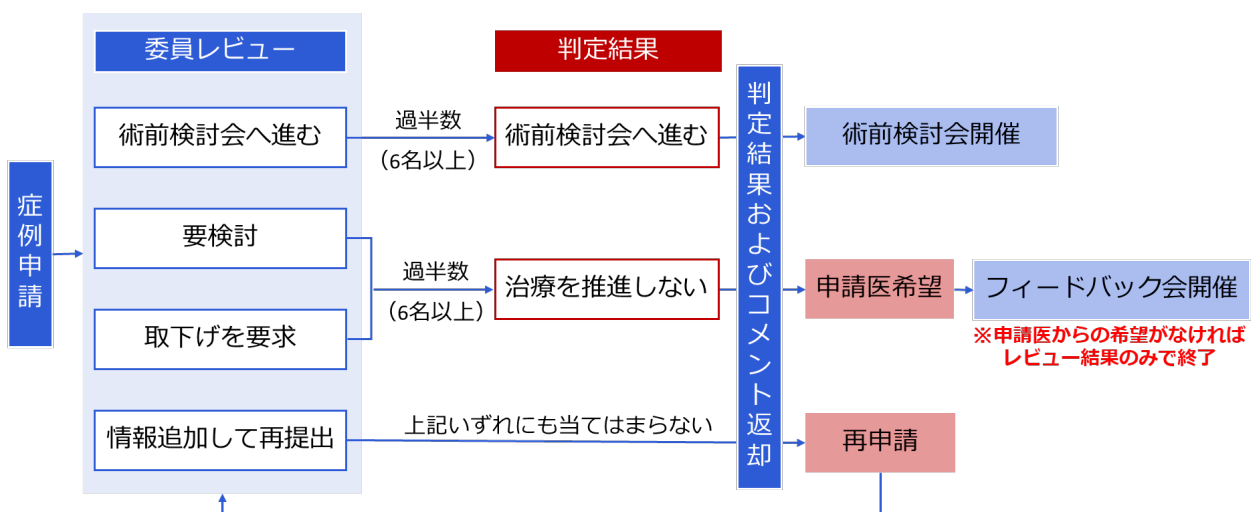 症例申請
委員レビュー
術前検討会へ進む
要検討
取下げを要求
情報追加して再提出
過半数
（6名以上）
過半数
（6名以上）
上記いずれにも当てはまらない
判定結果
術前検討会へ進む
治療を推進しない
判定結果およびコメント返却
術前検討会開催
申請医希望
フィードバック会開催
※申請医からの希望がなければ
レビュー結果のみで終了
再申請